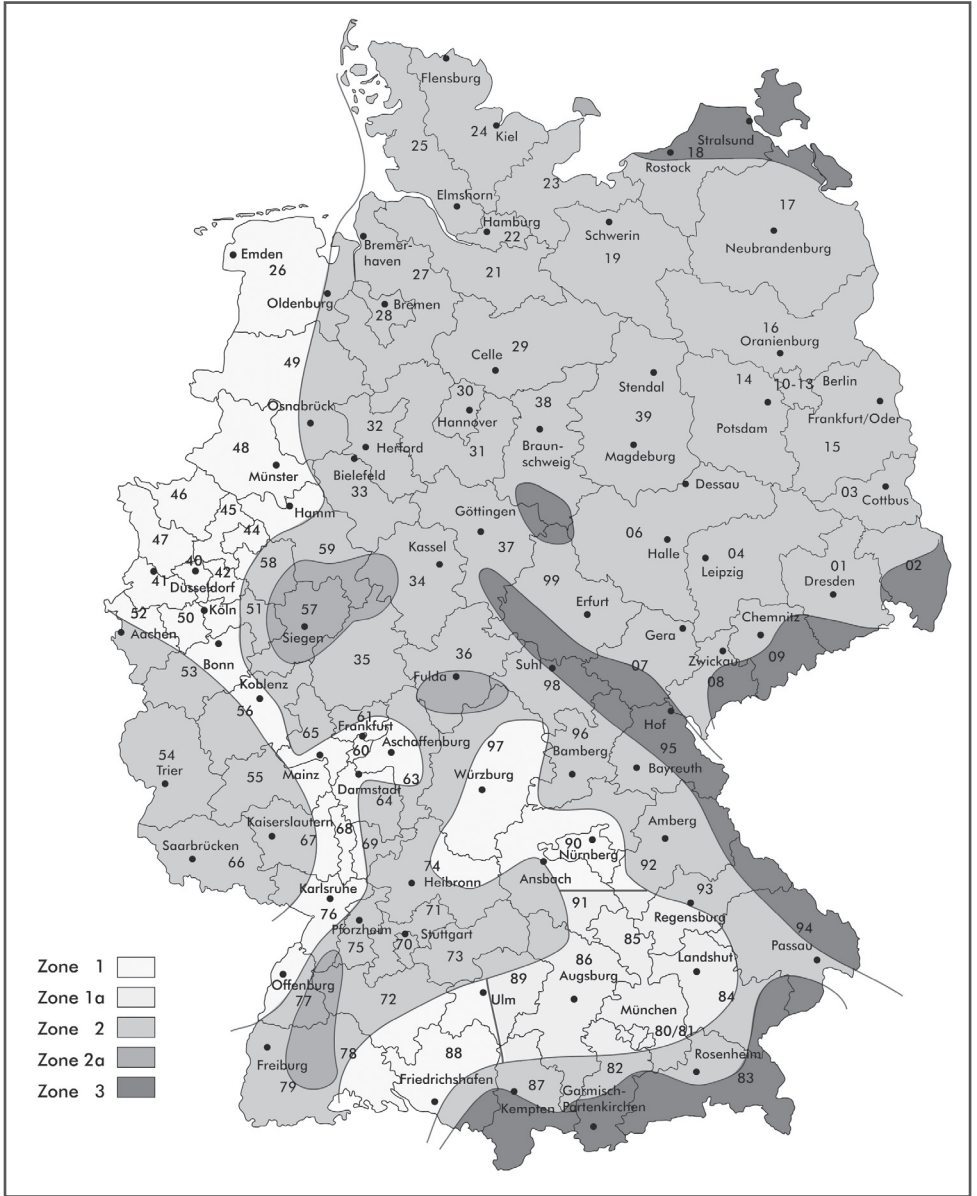 Flensburg
24
Kiel
25
Stralsund
18
Rostock
23
Elmshorn
17
Hamburg
22
Schwerin
Bremer-
haven
Neubrandenburg
Emden
26
19
27
21
Oldenburg
Bremen
28
16
Oranienburg
29
Celle
49
14
10-13
Berlin
Stendal
30
38
Osnabrück
39
Frankfurt/Oder
Hannover
32
Potsdam
Herford
48
31
Braun-
schweig
15
Magdeburg
Münster
Bielefeld
33
Dessau
46
03
Cottbus
45
Hamm
Göttingen
44
47
06
37
59
Kassel
Halle
04
Leipzig
40
58
42
01
02
41
34
99
Düsseldorf
Dresden
51
57
52
50
Köln
Erfurt
Chemnitz
Aachen
Siegen
Gera
36
35
09
Bonn
Suhl
Zwickau
53
07
Fulda
98
08
Koblenz
56
61
Hof
65
Frankfurt
96
Aschaffenburg
97
60
Bamberg
95
54
Trier
55
Mainz
63
Würzburg
Bayreuth
Darmstadt
64
Kaiserslautern
68
Amberg
67
69
90
Saarbrücken
66
Nürnberg
74
92
Heilbronn
Ansbach
Karlsruhe
93
91
76
71
Regensburg
94
Pforzheim
75
70
Stuttgart
85
Passau
73
86
Landshut
Offenburg
89
Augsburg
77
72
Ulm
84
München
80/81
78
88
Rosenheim
Freiburg
82
79
Friedrichshafen
87
83
Garmisch-
Partenkirchen
Kempten
Zone 1
Zone 1a
Zone 2
Zone 2a
Zone 3